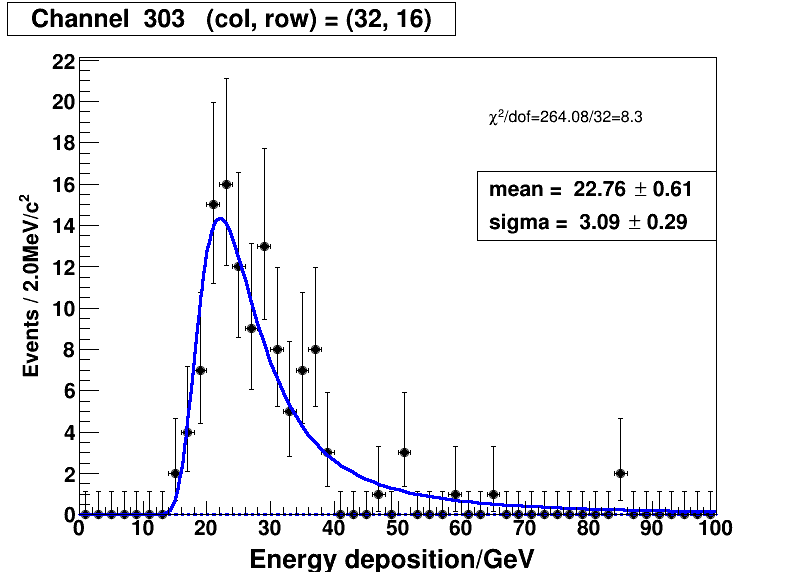 Channel 303 (col, row) = (32, 16)
χ²/dof=264.08/32=8.3
mean = 22.76 ± 0.61
sigma = 3.09 ± 0.29
Events / 2.0MeV/c²
22
20
18
16
14
12
10
8
6
4
2
0
0 10 20 30 40 50 60 70 80 90 100
Energy deposition/GeV